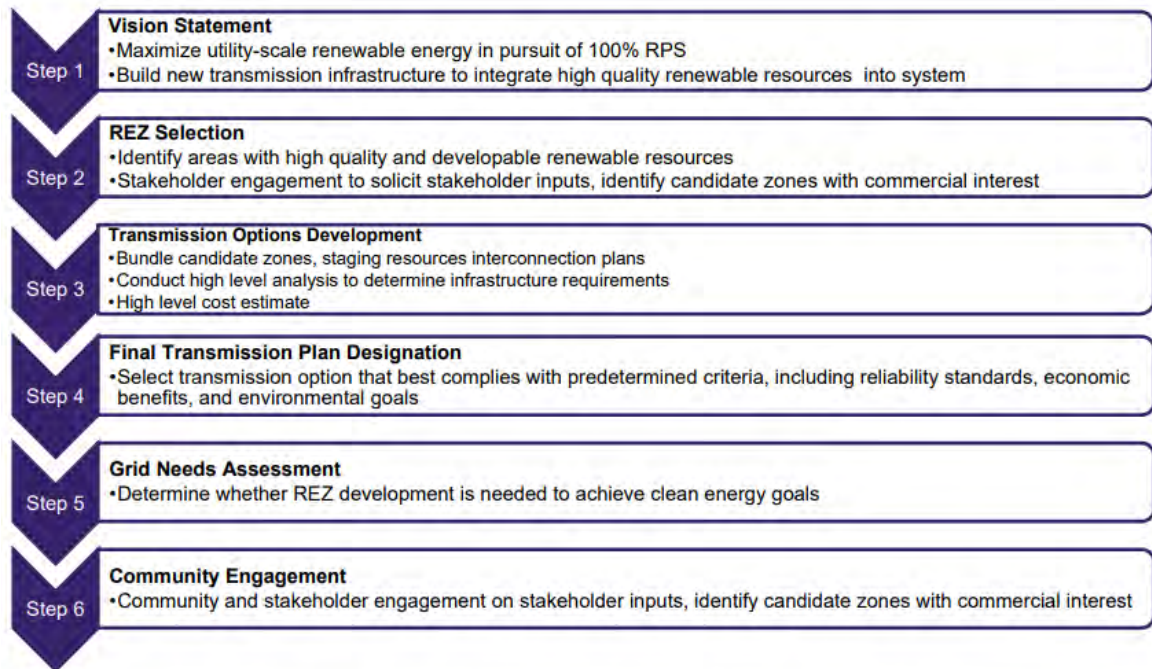 Step 1
Vision Statement
•Maximize utility-scale renewable energy in pursuit of 100% RPS
•Build new transmission infrastructure to integrate high quality renewable resources into system
Step 2
REZ Selection
•Identify areas with high quality and developable renewable resources
•Stakeholder engagement to solicit stakeholder inputs, identify candidate zones with commercial interest
Step 3
Transmission Options Development
•Bundle candidate zones, staging resources interconnection plans
•Conduct high level analysis to determine infrastructure requirements
•High level cost estimate
Step 4
Final Transmission Plan Designation
•Select transmission option that best complies with predetermined criteria, including reliability standards, economic
benefits, and environmental goals
Step 5
Grid Needs Assessment
•Determine whether REZ development is needed to achieve clean energy goals
Step 6
Community Engagement
•Community and stakeholder engagement on stakeholder inputs, identify candidate zones with commercial interest